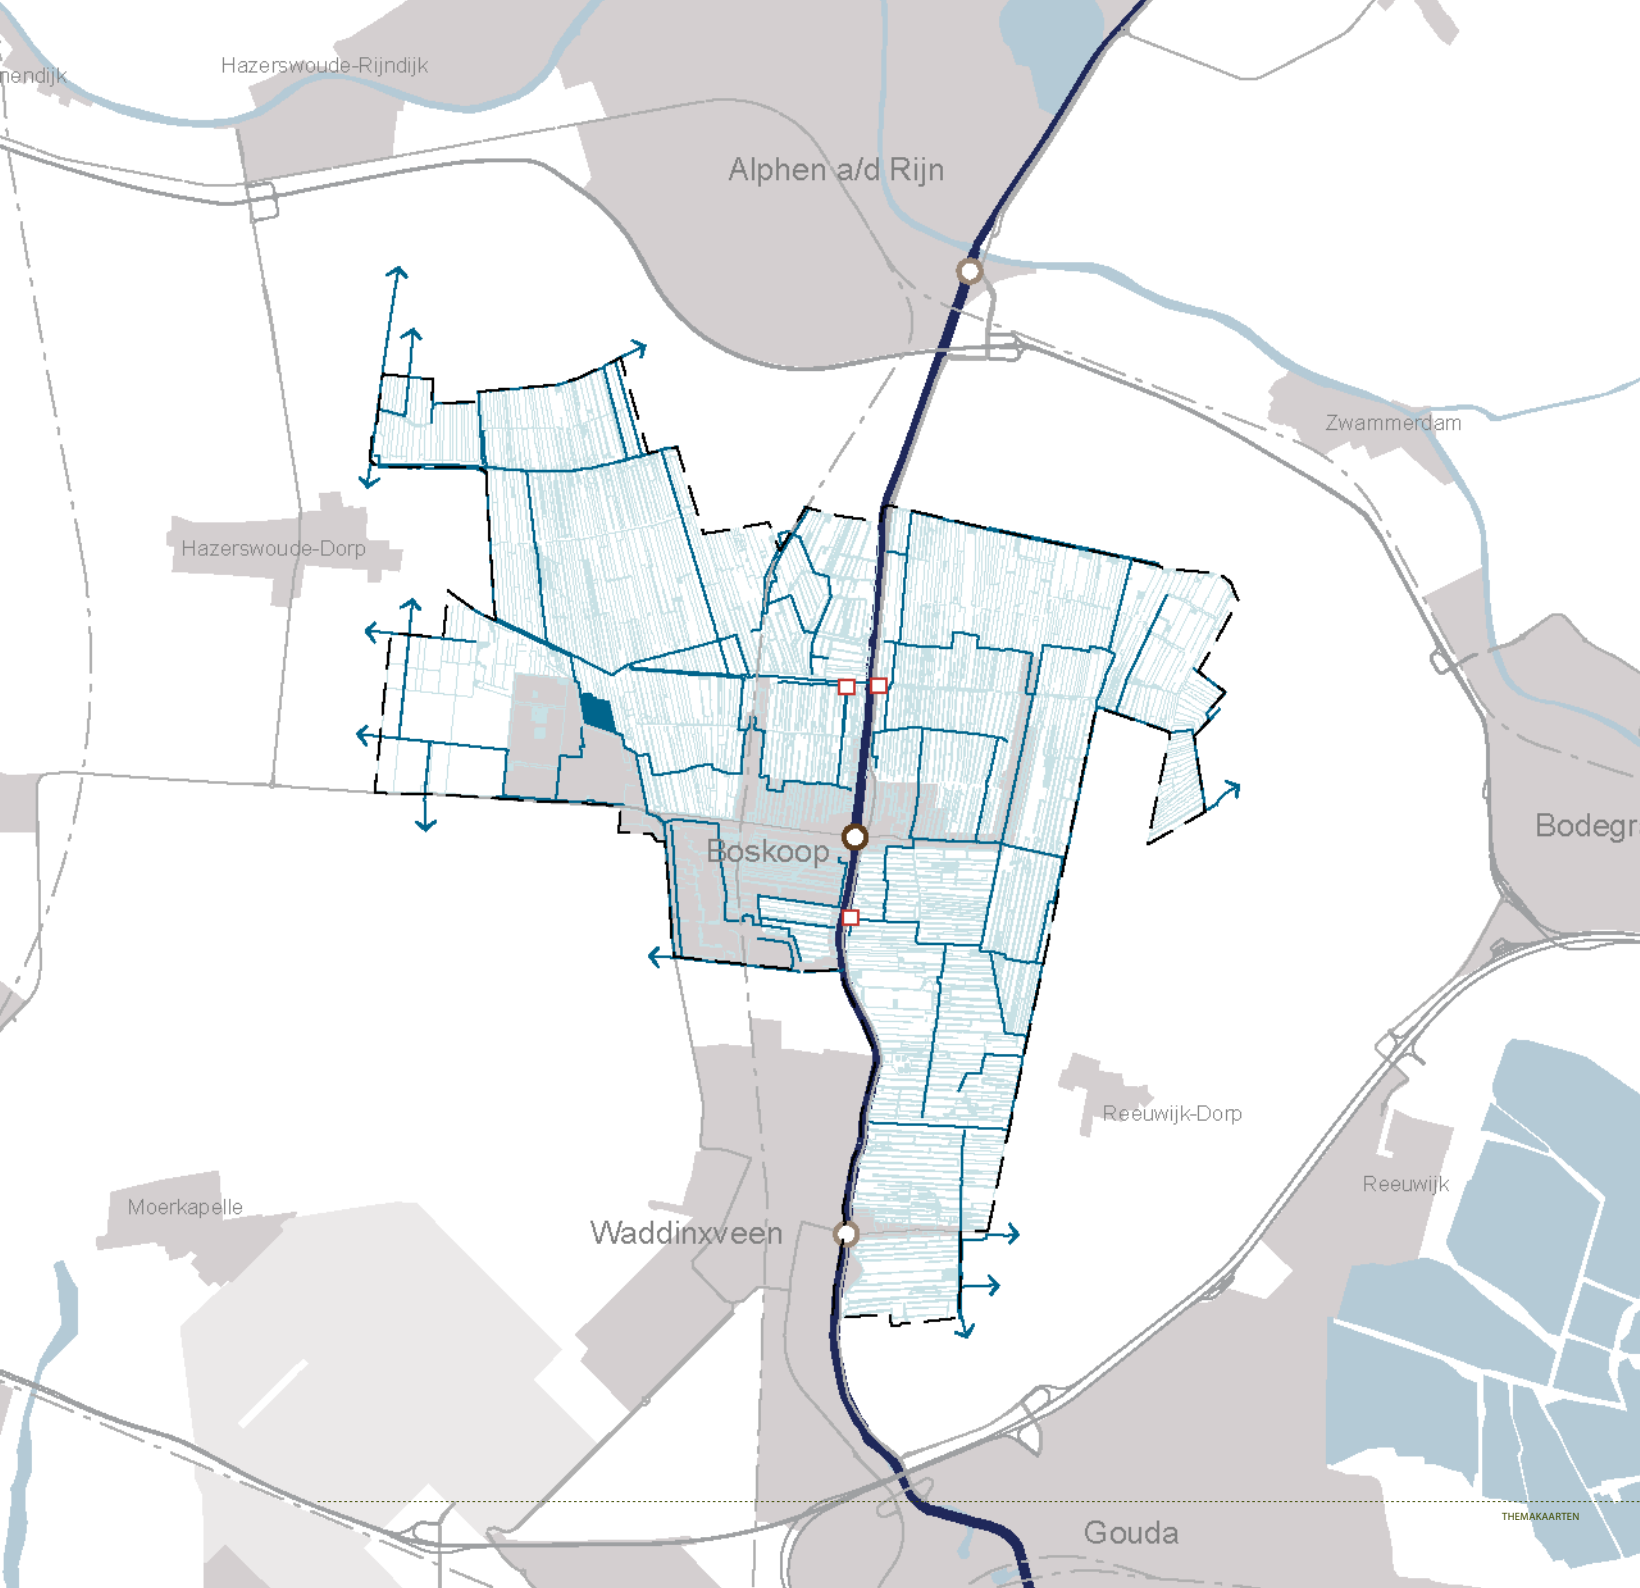 Hazerswoude-Rijndijk
nendijk
Alphen a/d Rijn
Zwammerdam
Hazerswoude-Dorp
Bodegr
Boskoop
Reeuwijk-Dorp
Reeuwijk
Moerkapelle
Waddinxveen
THEMAKAARTEN
Gouda